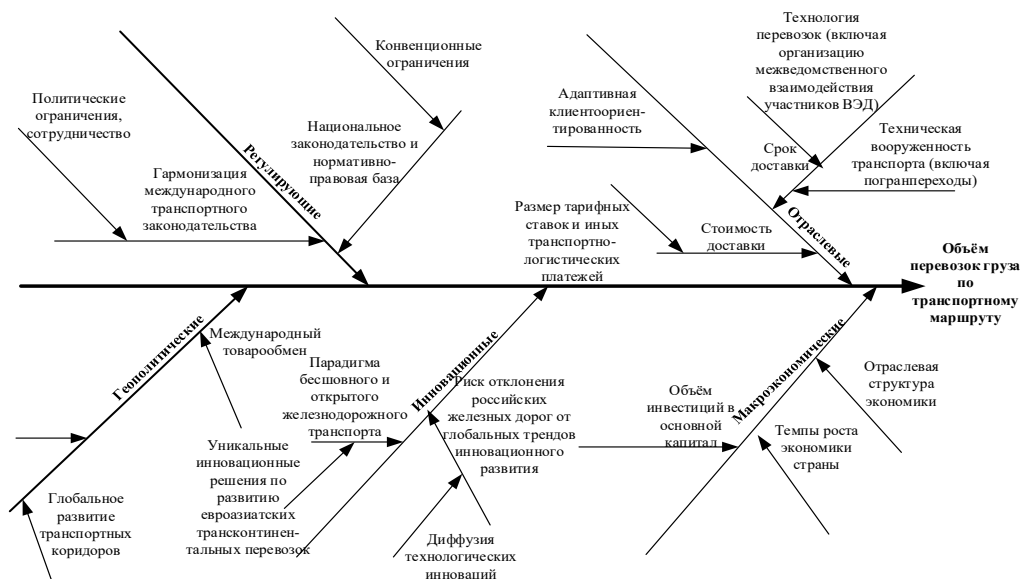 Политические
ограничения,
сотрудничество
Гармонизация
международного
транспортного
законодательства
Регулирующие
Конвенционные
ограничения
Национальное
законодательство и
нормативно-
правовая база
Адаптивная
клиентоориен-
тированность
Технология
перевозок (включая
организацию
межведомственного
взаимодействия
участников ВЭД)
Срок
доставки
Техническая
вооруженность
транспорта (включая
погранпереходы)
Размер тарифных
ставок и иных
транспортно-
логистических
платежей
Стоимость
доставки
Отраслевые
Объём
перевозок груза
по
транспортному
маршруту
Геополитические
Международный
товарообмен
Глобальное
развитие
транспортных
коридоров
Парадигма
бесшовного и
открытого
железнодорожного
транспорта
Уникальные
инновационные
решения по
развитию
евроазиатских
трансконтинен-
тальных перевозок
Инновационные
Риск отклонения
российских
железных дорог от
глобальных трендов
инновационного
развития
Диффузия
технологических
инноваций
Объём
инвестиций в
основной
капитал
Макроэкономические
Темпы роста
экономики
страны
Отраслевая
структура
экономики